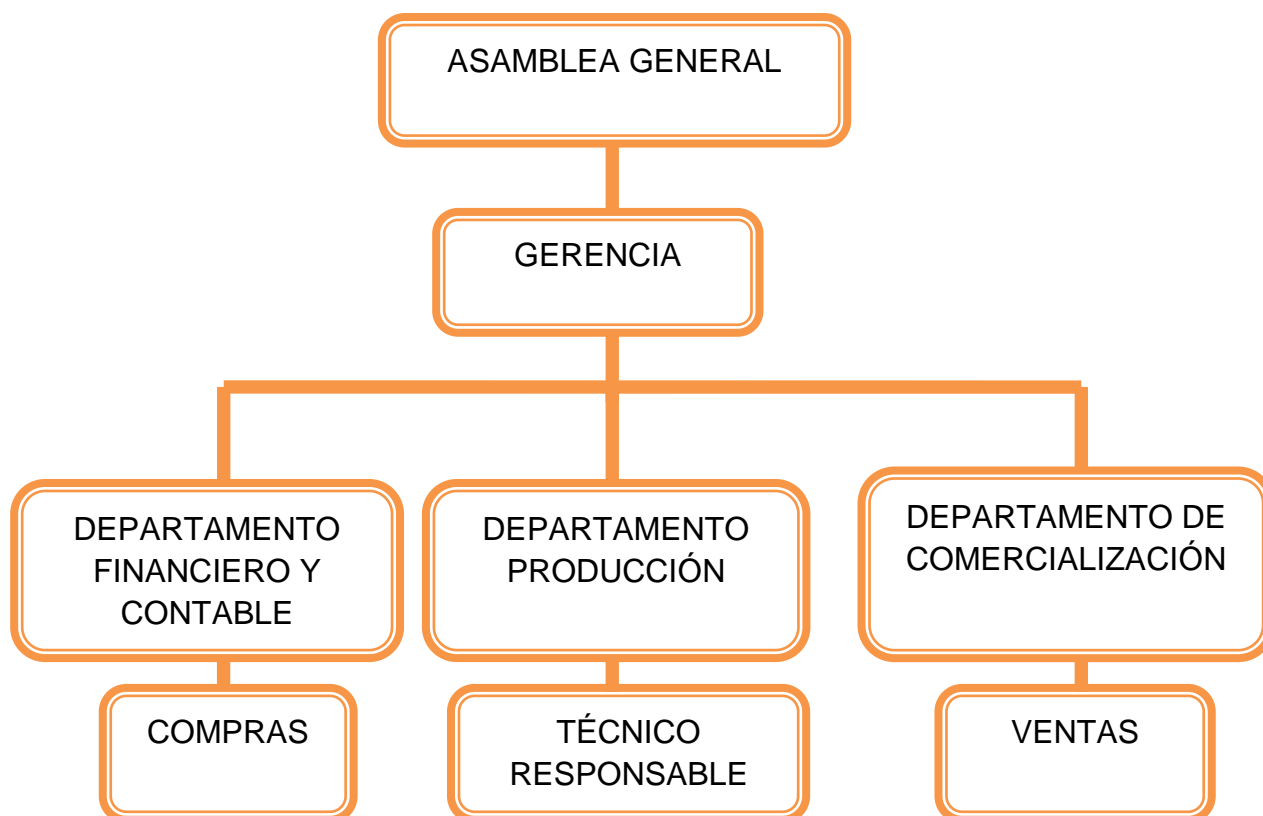 ASAMBLEA GENERAL
GERENCIA
DEPARTAMENTO
FINANCIERO Y
CONTABLE
DEPARTAMENTO
PRODUCCIÓN
DEPARTAMENTO DE
COMERCIALIZACIÓN
COMPRAS
TÉCNICO
RESPONSABLE
VENTAS